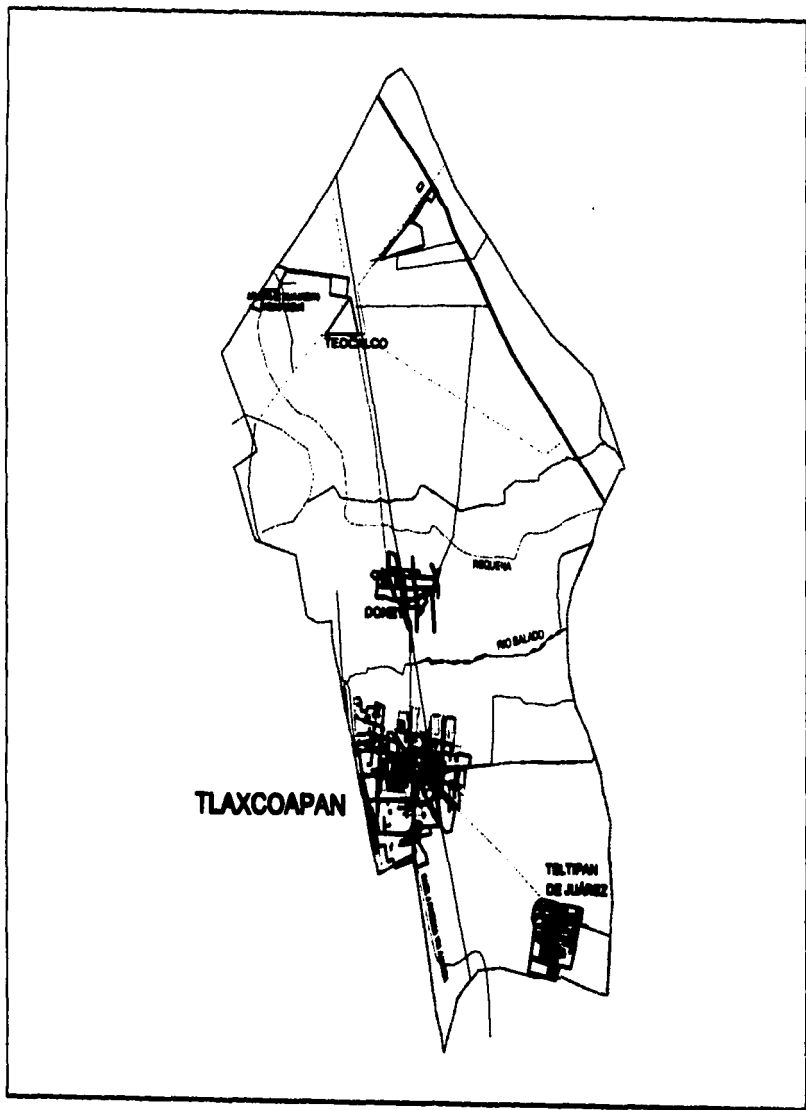 TEOCALCO
REQUENA
DOXEY
RIO SALADO
TLAXCOAPAN
TELTIPAN
DE JUÁREZ